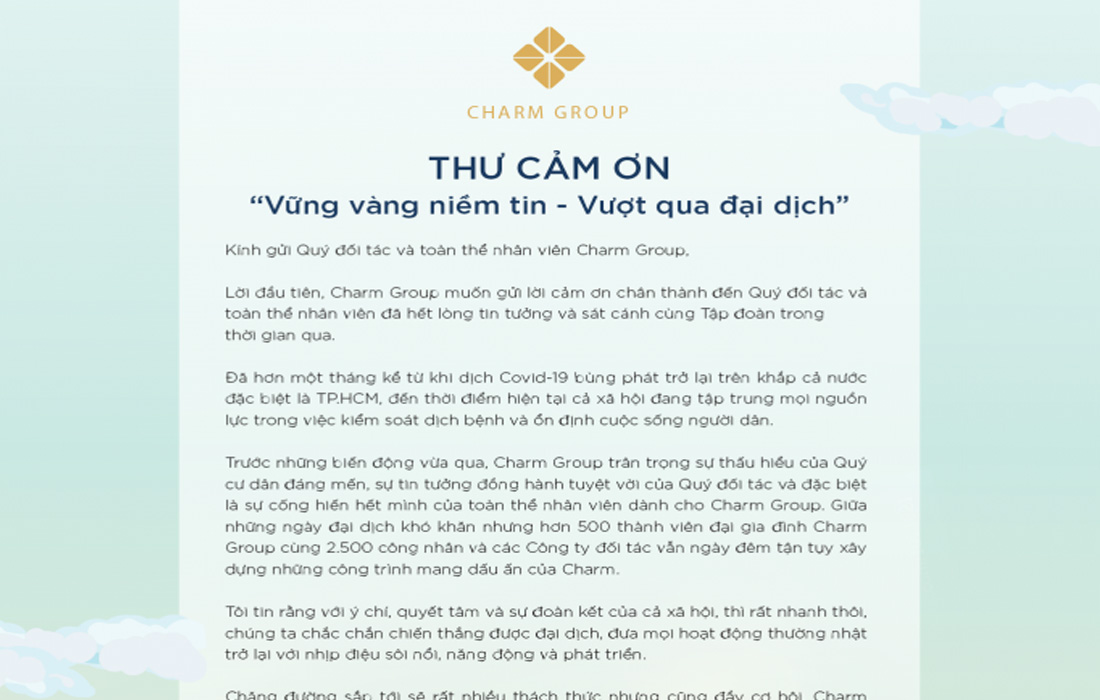 CHARM GROUP
THƯ CẢM ƠN
“Vững vàng niềm tin - Vượt qua đại dịch”
Kính gửi Quý đối tác và toàn thể nhân viên Charm Group,
Lời đầu tiên, Charm Group muốn gửi lời cảm ơn chân thành đến Quý đối tác và
toàn thể nhân viên đã hết lòng tin tưởng và sát cánh cùng Tập đoàn trong
thời gian qua.
Đã hơn một tháng kể từ khi dịch Covid-19 bùng phát trở lại trên khắp cả nước
đặc biệt là TP.HCM, đến thời điểm hiện tại cả xã hội đang tập trung mọi nguồn
lực trong việc kiểm soát dịch bệnh và ổn định cuộc sống người dân.
Trước những biến động vừa qua, Charm Group trân trọng sự thấu hiểu của Quý
cư dân đáng mến, sự tin tưởng đồng hành tuyệt vời của Quý đối tác và đặc biệt
là sự cống hiến hết mình của toàn thể nhân viên dành cho Charm Group. Giữa
những ngày đại dịch khó khăn nhưng hơn 500 thành viên đại gia đình Charm
Group cùng 2.500 công nhân và các Công ty đối tác vẫn ngày đêm tận tụy xây
dựng những công trình mang dấu ấn của Charm.
Tôi tin rằng với ý chí, quyết tâm và sự đoàn kết của cả xã hội, thì rất nhanh thôi,
chúng ta chắc chắn chiến thắng được đại dịch, đưa mọi hoạt động thường nhật
trở lại với nhịp điệu sôi nổi, năng động và phát triển.
Chặng đường sắp tới sẽ rất nhiều thách thức nhưng cũng đầy cơ hội. Charm